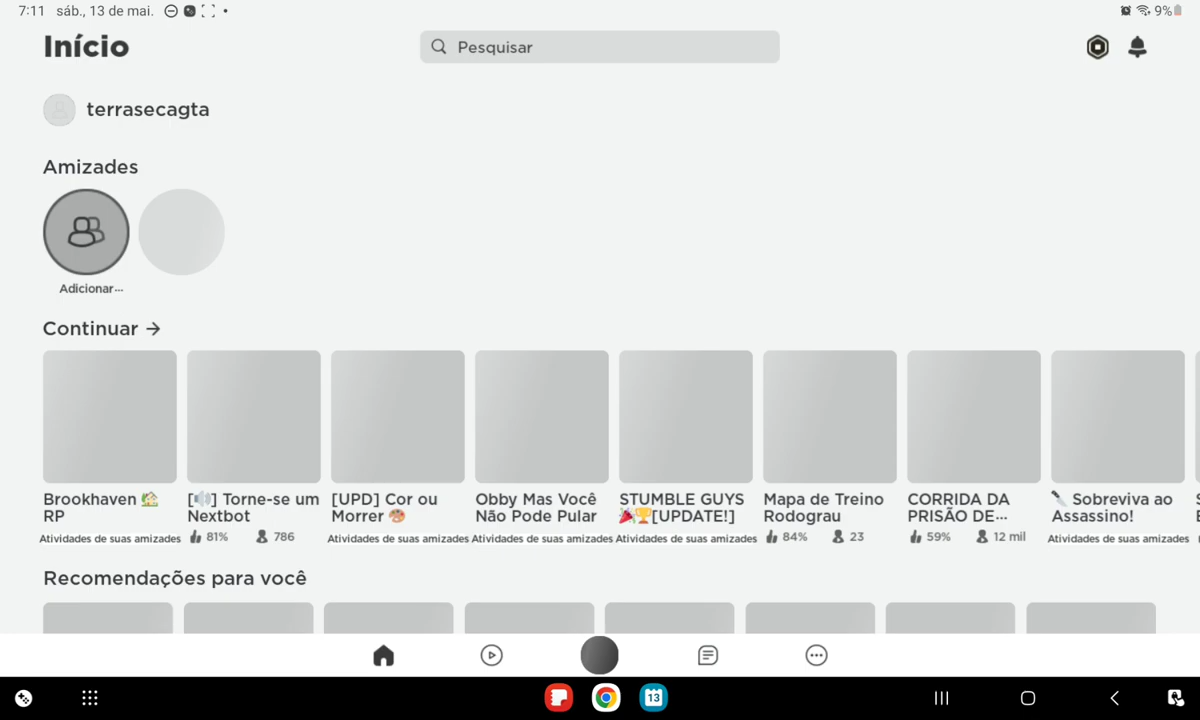 7:11 sáb., 13 de mai.
9%
Início
Pesquisar
terrasecagta
Amizades
Adicionar...
Continuar →
Brookhaven 🏡 RP
Atividades de suas amizades
[🔊] Torne-se um Nextbot
81% 786
[UPD] Cor ou Morrer 🎨
Atividades de suas amizades
Obby Mas Você Não Pode Pular
Atividades de suas amizades
STUMBLE GUYS 🎉🏆[UPDATE!]
Atividades de suas amizades
Mapa de Treino Rodograu
84% 23
CORRIDA DA PRISÃO DE...
59% 12 mil
🔪 Sobreviva ao Assassino!
Atividades de suas amizades
Recomendações para você
13